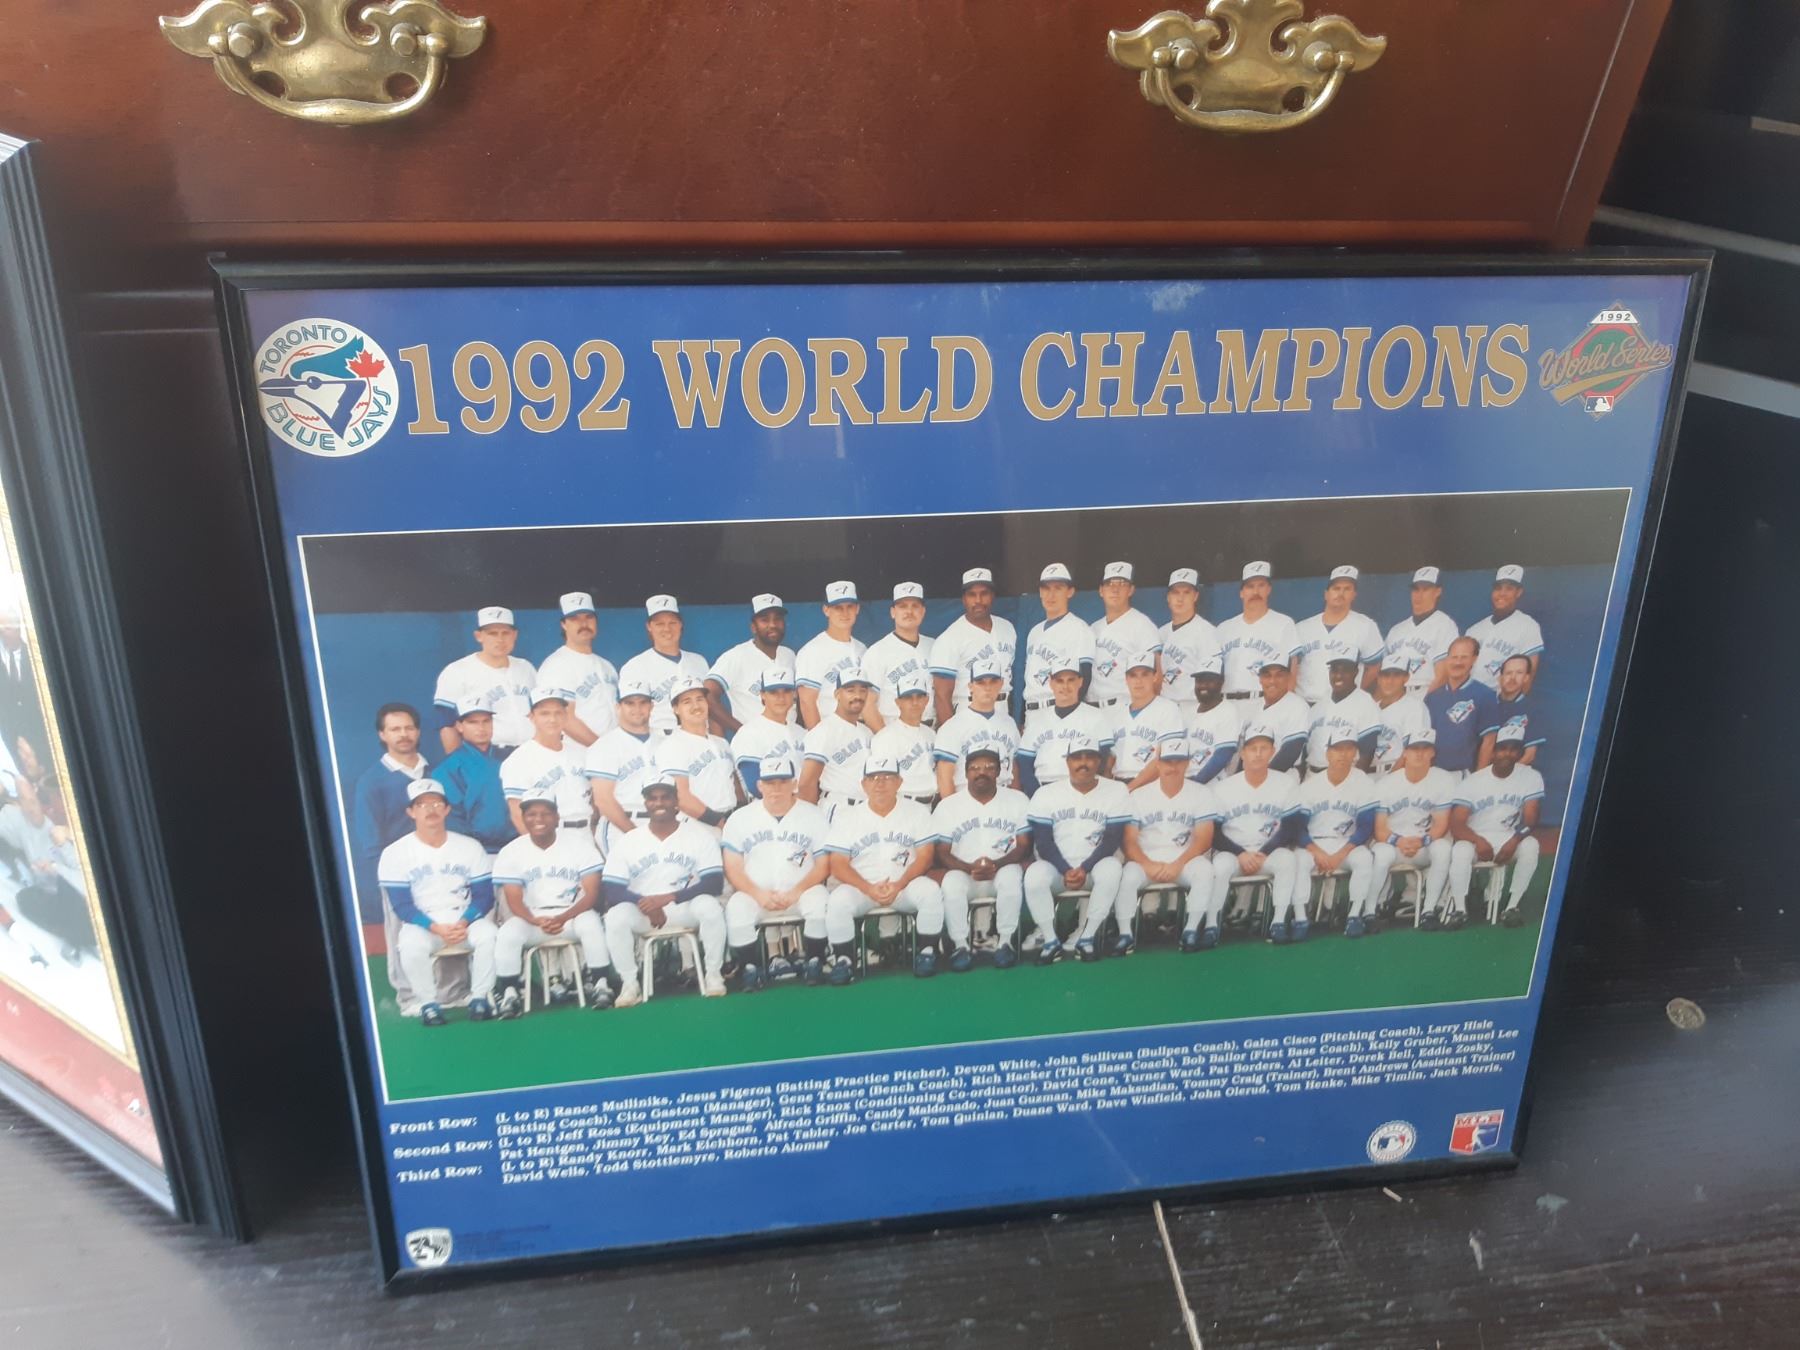 TORONTO
BLUE JAYS
1992 WORLD CHAMPIONS
1992
World Series
Front Row: (L to R) Rance Mulliniks, Jesus Figeroa (Batting Practice Pitcher), Devon White, John Sullivan (Bullpen Coach), Galen Cisco (Pitching Coach), Larry Hisle
(Batting Coach), Cito Gaston (Manager), Gene Tenace (Bench Coach), Rich Hacker (Third Base Coach), Bob Bailor (First Base Coach), Kelly Gruber, Manuel Lee
Second Row: (L to R) Jeff Ross (Equipment Manager), Rick Knox (Conditioning Co-ordinator), David Cone, Turner Ward, Pat Borders, Al Leiter, Derek Bell, Eddie Zosky,
Pat Hentgen, Jimmy Key, Ed Sprague, Alfredo Griffin, Candy Maldonado, Juan Guzman, Mike Maksudian, Tommy Craig (Trainer), Brent Andrews (Assistant Trainer)
Third Row: (L to R) Randy Knorr, Mark Eichhorn, Pat Tabler, Joe Carter, Tom Quinlan, Duane Ward, Dave Winfield, John Olerud, Tom Henke, Mike Timlin, Jack Morris,
David Wells, Todd Stottlemyre, Roberto Alomar